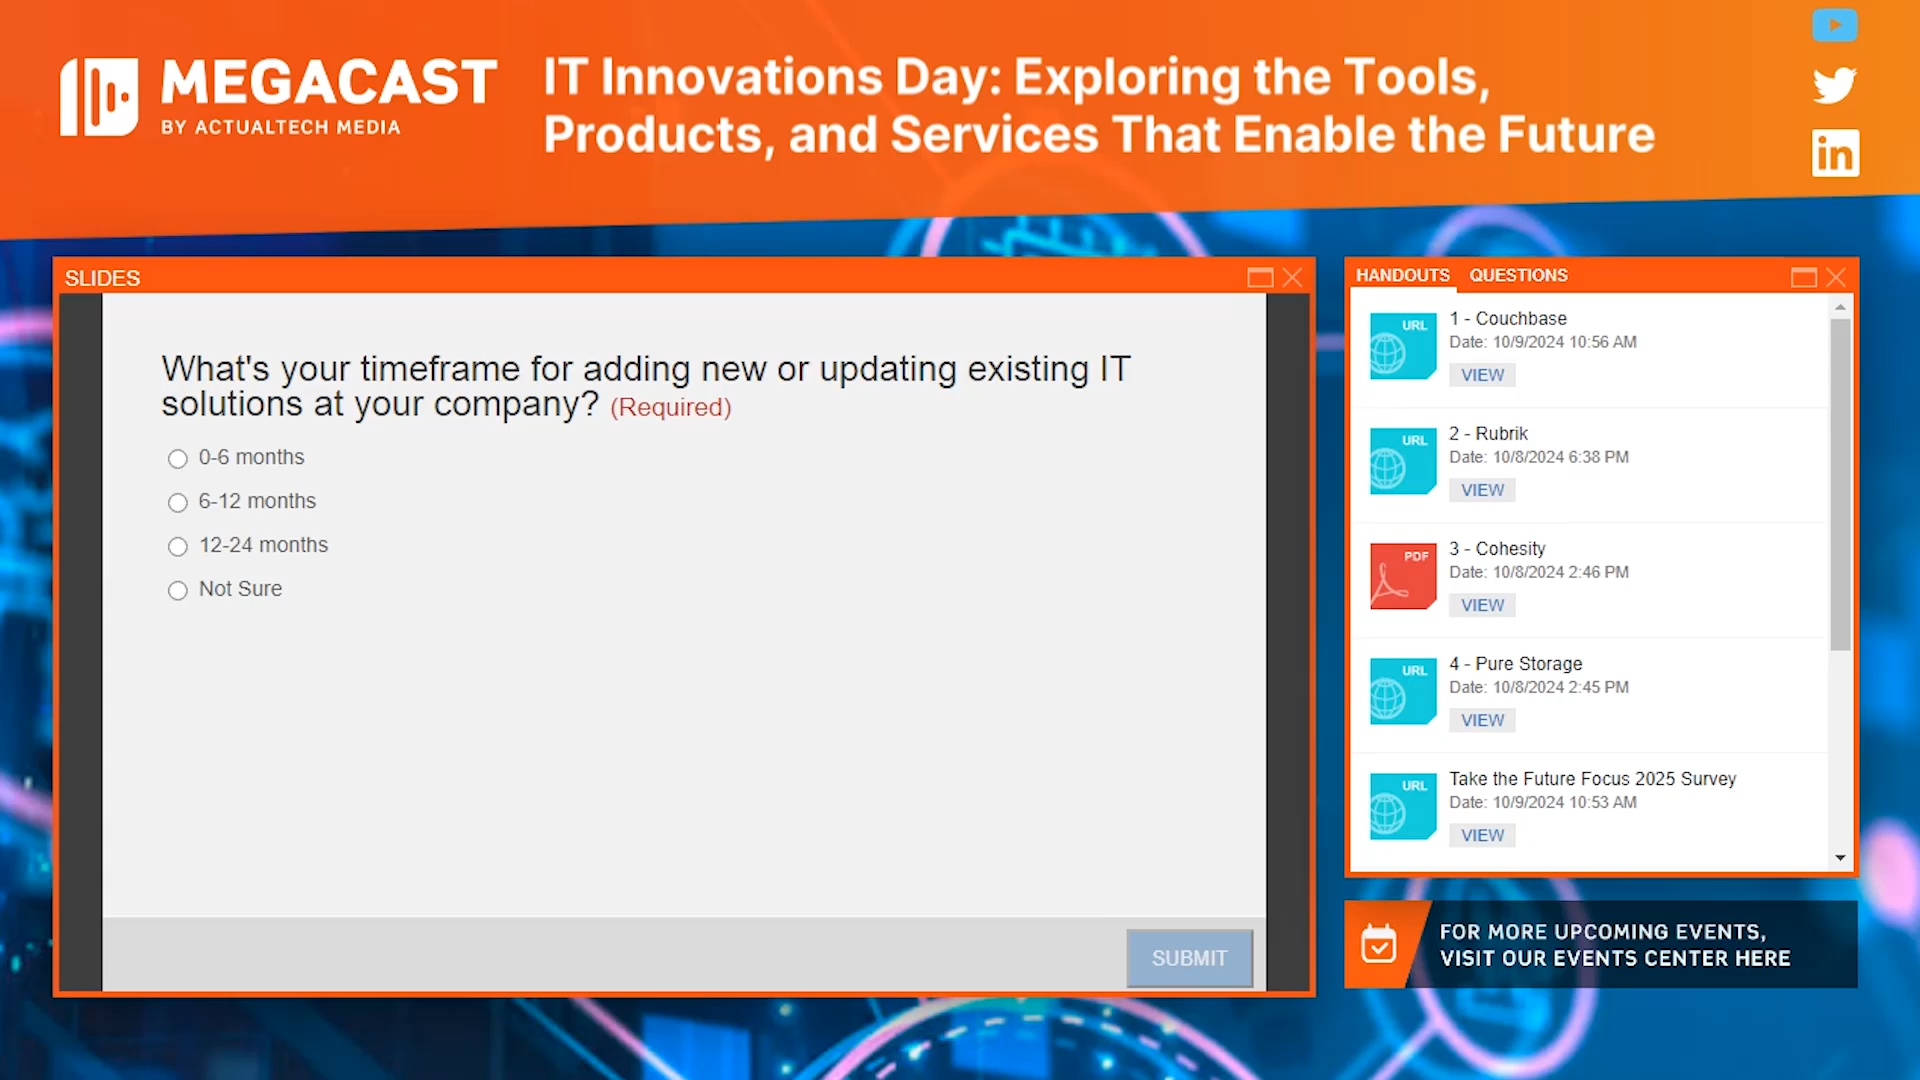 MEGACAST
BY ACTUALTECH MEDIA
IT Innovations Day: Exploring the Tools,
Products, and Services That Enable the Future
in
SLIDES
What's your timeframe for adding new or updating existing IT
solutions at your company? (Required)
0-6 months
6-12 months
12-24 months
Not Sure
SUBMIT
HANDOUTS QUESTIONS
URL
1 - Couchbase
Date: 10/9/2024 10:56 AM
VIEW
URL
2 - Rubrik
Date: 10/8/2024 6:38 PM
VIEW
PDF
3 - Cohesity
Date: 10/8/2024 2:46 PM
VIEW
URL
4 - Pure Storage
Date: 10/8/2024 2:45 PM
VIEW
URL
Take the Future Focus 2025 Survey
Date: 10/9/2024 10:53 AM
VIEW
FOR MORE UPCOMING EVENTS,
VISIT OUR EVENTS CENTER HERE